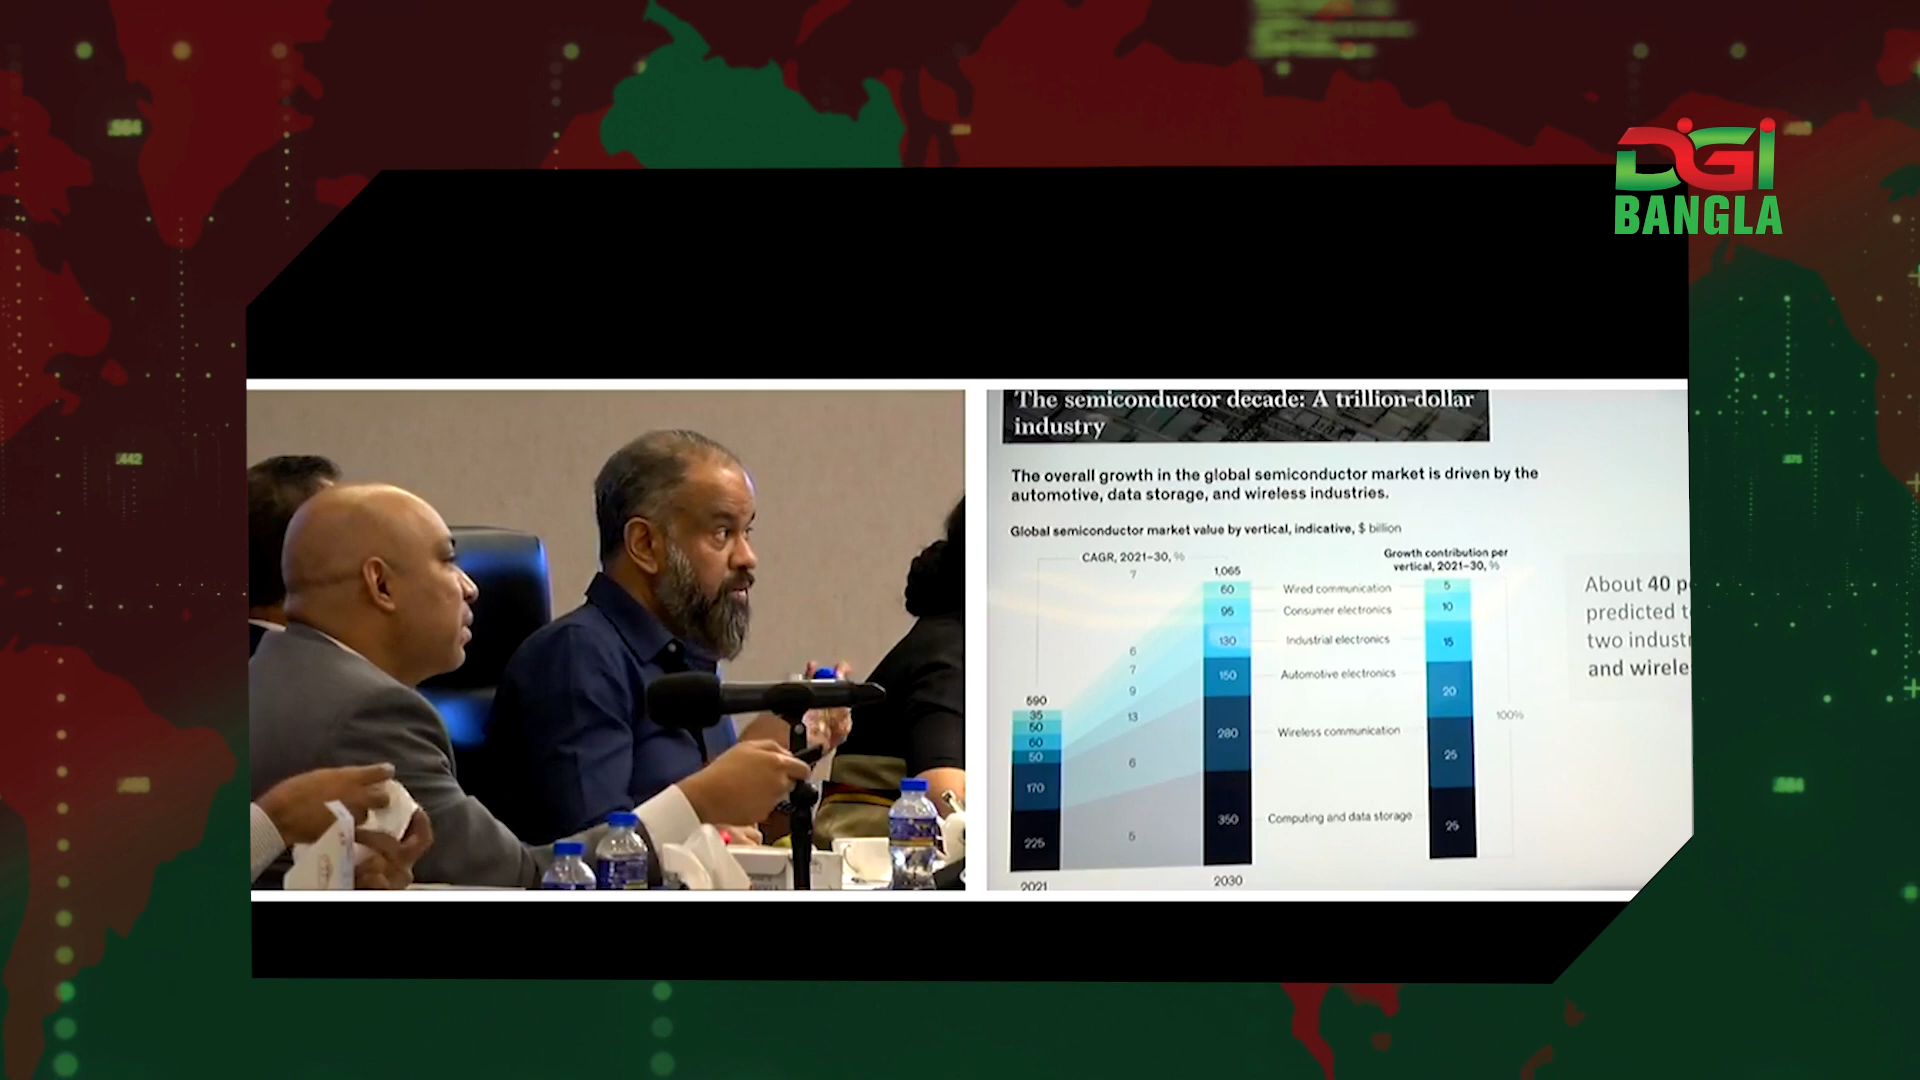 .564
.442
.486
DGI
BANGLA
.675
.564
The semiconductor decade: A trillion-dollar
industry
The overall growth in the global semiconductor market is driven by the
automotive, data storage, and wireless industries.
Global semiconductor market value by vertical, indicative, $ billion
CAGR, 2021–30, %
Growth contribution per
vertical, 2021–30, %
7
6
7
9
13
6
5
590
35
50
60
50
170
225
2021
1,065
60
95
130
150
280
350
2030
Wired communication
Consumer electronics
Industrial electronics
Automotive electronics
Wireless communication
Computing and data storage
5
10
15
20
25
25
100%
About 40 p
predicted t
two indust
and wirele